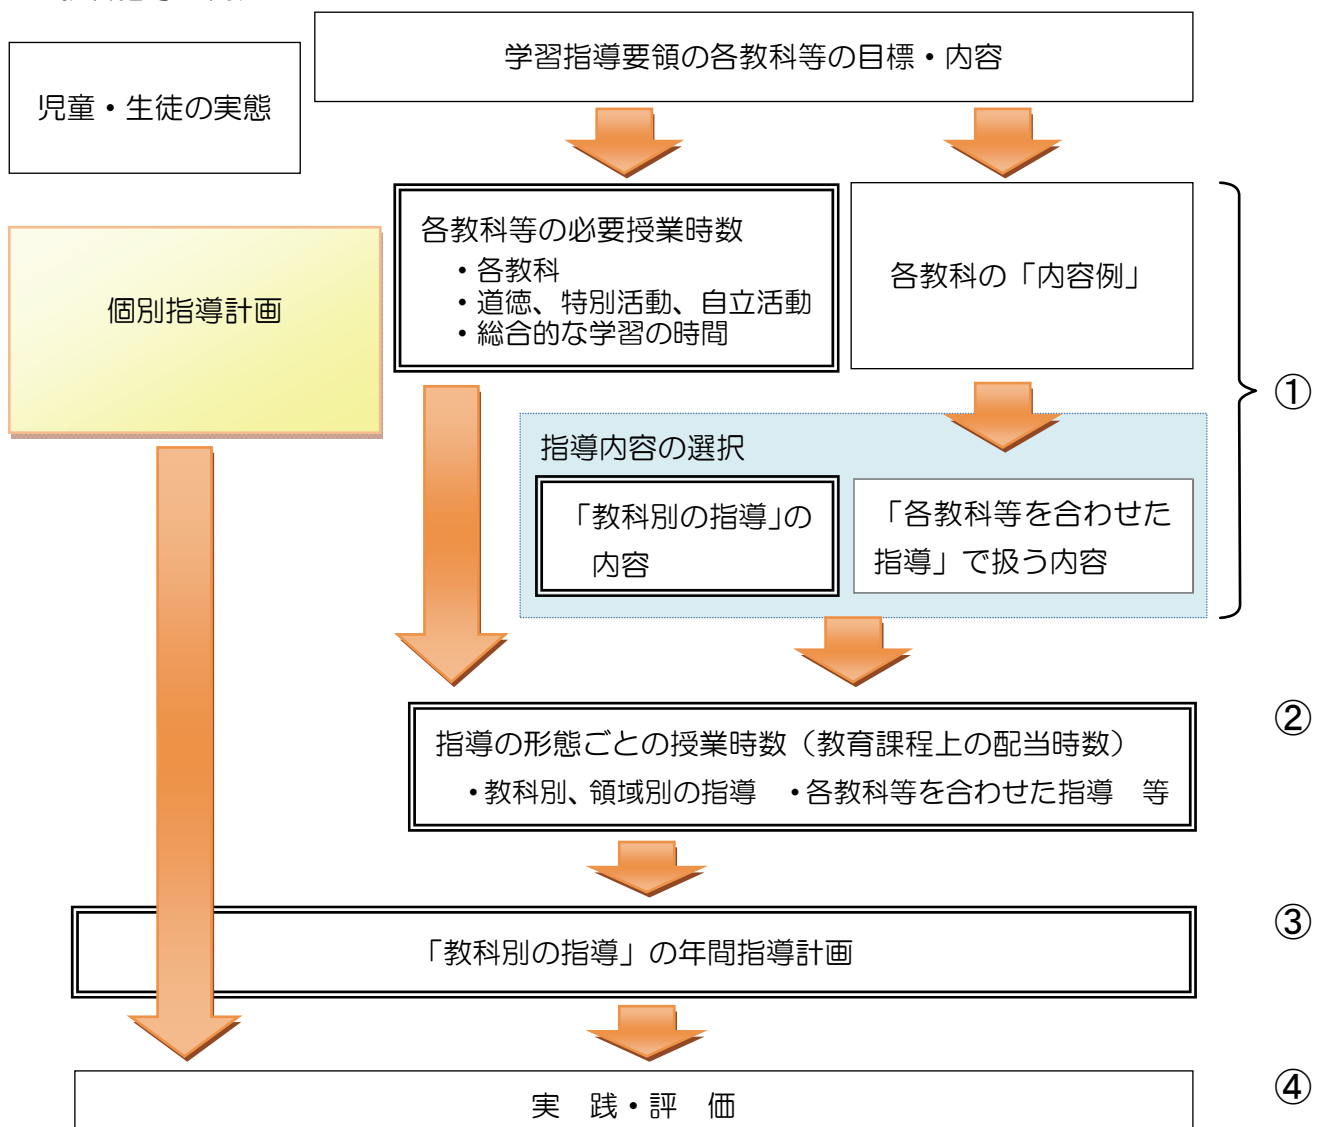 学習指導要領の各教科等の目標・内容
児童・生徒の実態
各教科等の必要授業時数
・各教科
・道徳、特別活動、自立活動
・総合的な学習の時間
各教科の「内容例」
個別指導計画
①
指導内容の選択
「教科別の指導」の
内容
「各教科等を合わせた
指導」で扱う内容
②
指導の形態ごとの授業時数（教育課程上の配当時数）
・教科別、領域別の指導　・各教科等を合わせた指導　等
③
「教科別の指導」の年間指導計画
④
実　践・評　価